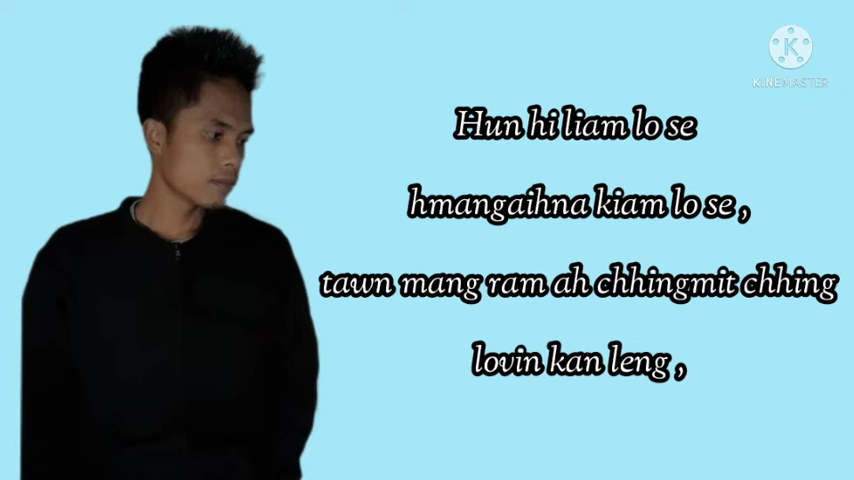 KINEMASTER
Hun hi liam lo se
hmangaihna kiam lo se ,
tawn mang ram ah chhingmit chhing
lovin kan leng ,